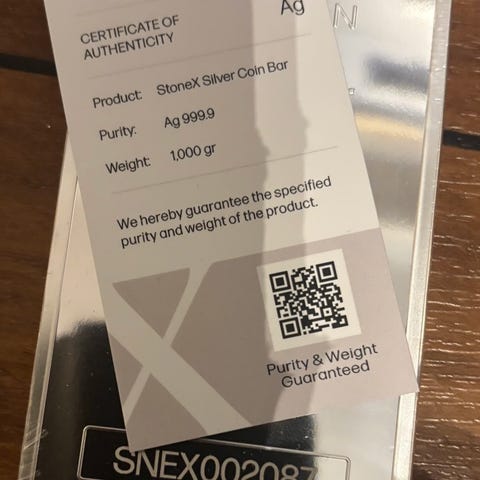 Ag
N
CERTIFICATE OF
AUTHENTICITY
Product: StoneX Silver Coin Bar
Purity: Ag 999.9
Weight: 1,000 gr
We hereby guarantee the specified
purity and weight of the product.
Purity & Weight
Guaranteed
SNEX002087